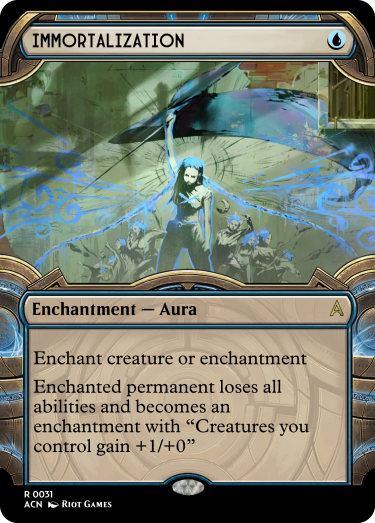 IMMORTALIZATION
Enchantment — Aura
Enchant creature or enchantment
Enchanted permanent loses all
abilities and becomes an
enchantment with “Creatures you
control gain +1/+0”
R 0031
ACN RIOT GAMES